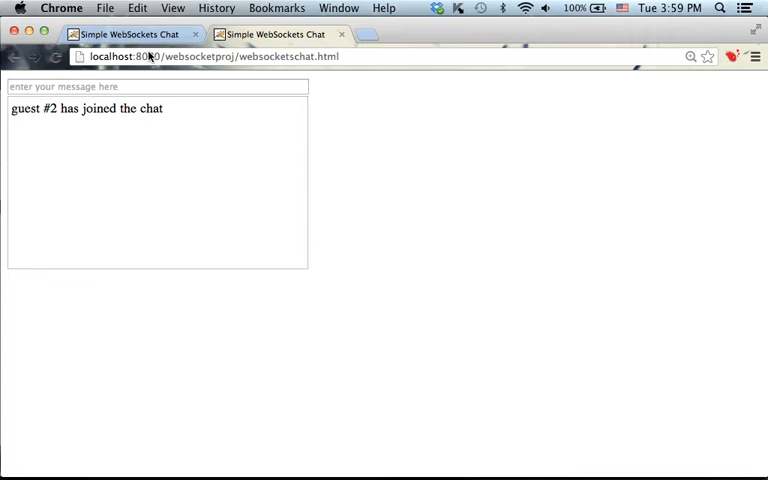 Chrome File Edit View History Bookmarks Window Help 100% Tue 3:59 PM
Simple WebSockets Chat Simple WebSockets Chat
localhost:8080/websocketproj/websocketschat.html
enter your message here
guest #2 has joined the chat